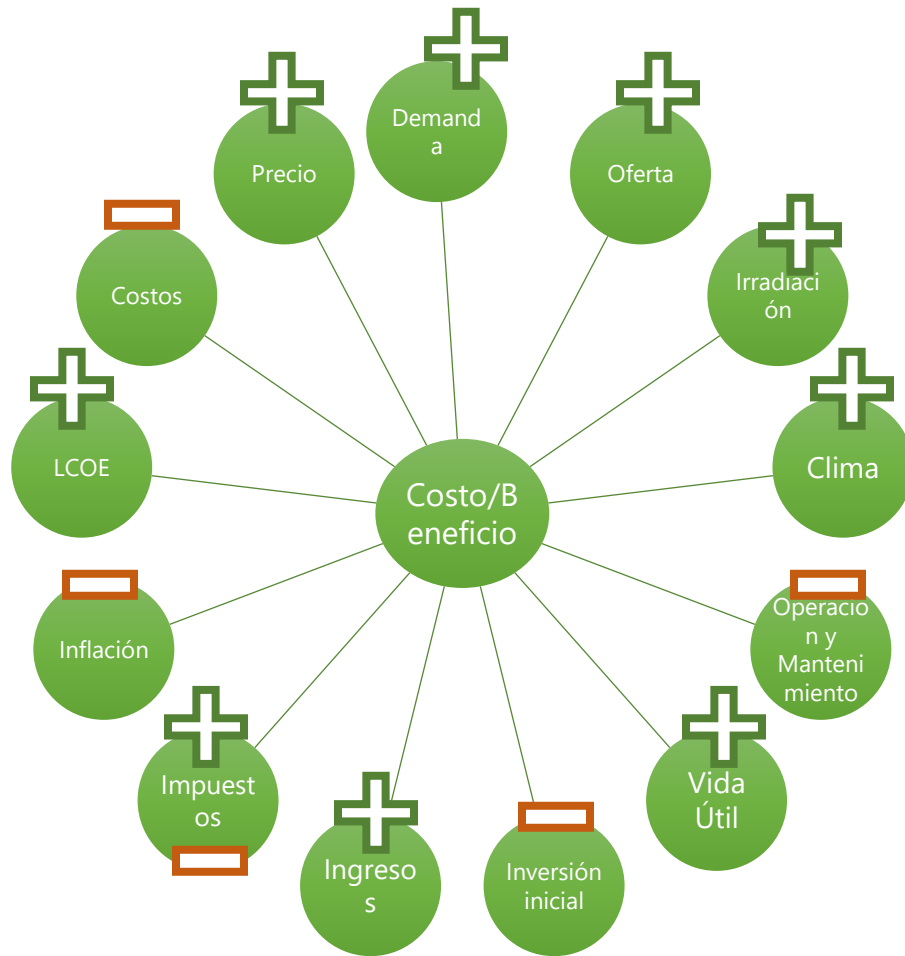 Demand
a
Precio
Oferta
Costos
Irradiaci
ón
LCOE
Clima
Costo/B
eneficio
Inflación
Operació
n y
Manteni
miento
Impuest
os
Vida
Útil
Ingreso
s
Inversión
inicial